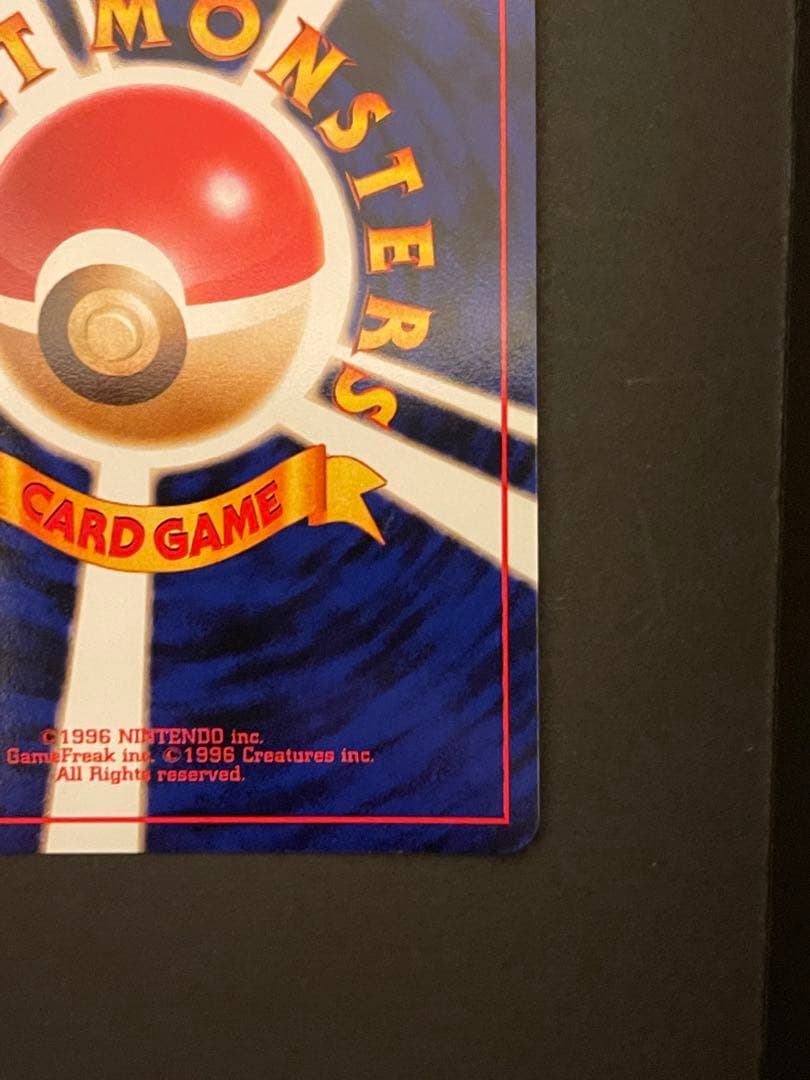 T MONSTERS
CARD GAME
©1996 NINTENDO inc.
GameFreak inc. ©1996 Creatures inc.
All Rights reserved.